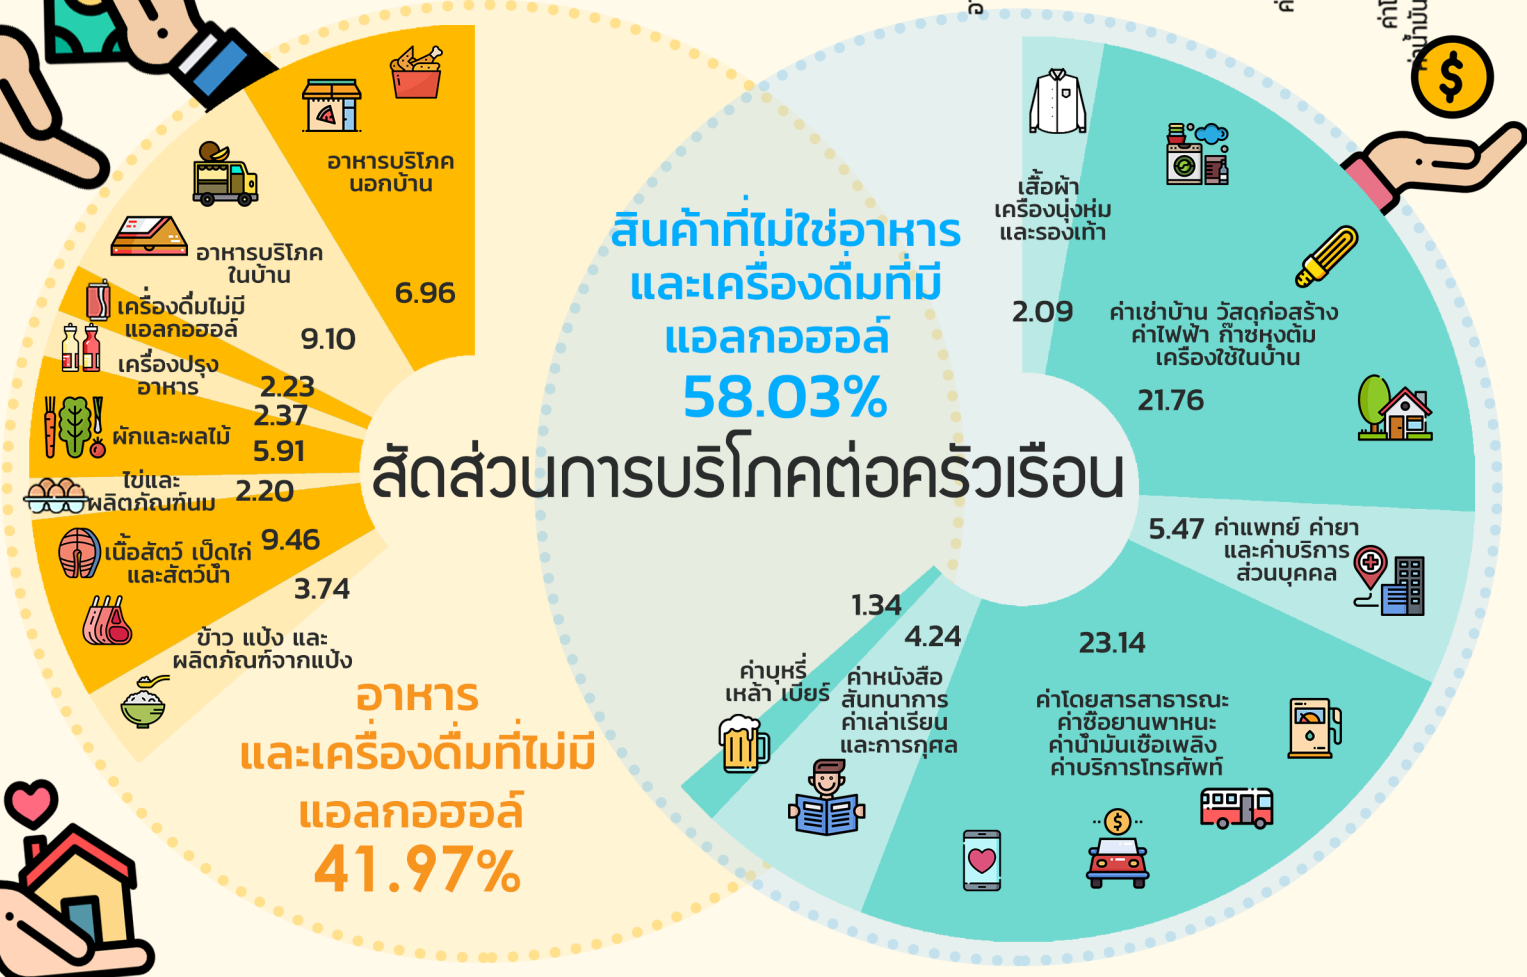 อาหารบริโภค
นอกบ้าน
6.96
อาหารบริโภค
ในบ้าน
9.10
เครื่องดื่มไม่มี
แอลกอฮอล์
2.23
เครื่องปรุง
อาหาร
2.37
ผักและผลไม้
5.91
ไข่และ
ผลิตภัณฑ์นม
2.20
เนื้อสัตว์ เป็ดไก่
และสัตว์น้ำ
9.46
3.74
ข้าว แป้ง และ
ผลิตภัณฑ์จากแป้ง
อาหาร
และเครื่องดื่มที่ไม่มี
แอลกอฮอล์
41.97%
สัดส่วนการบริโภคต่อครัวเรือน
สินค้าที่ไม่ใช่อาหาร
และเครื่องดื่มที่มี
แอลกอฮอล์
58.03%
เสื้อผ้า
เครื่องนุ่งห่ม
และรองเท้า
2.09
ค่าเช่าบ้าน วัสดุก่อสร้าง
ค่าไฟฟ้า ก๊าซหุงต้ม
เครื่องใช้ในบ้าน
21.76
5.47
ค่าแพทย์ ค่ายา
และค่าบริการ
ส่วนบุคคล
23.14
ค่าโดยสารสาธารณะ
ค่าซื้อยานพาหนะ
ค่าน้ำมันเชื้อเพลิง
ค่าบริการโทรศัพท์
4.24
ค่าหนังสือ
สันทนาการ
ค่าเล่าเรียน
และการกุศล
1.34
ค่าบุหรี่
เหล้า เบียร์
ค่าน้ำมัน